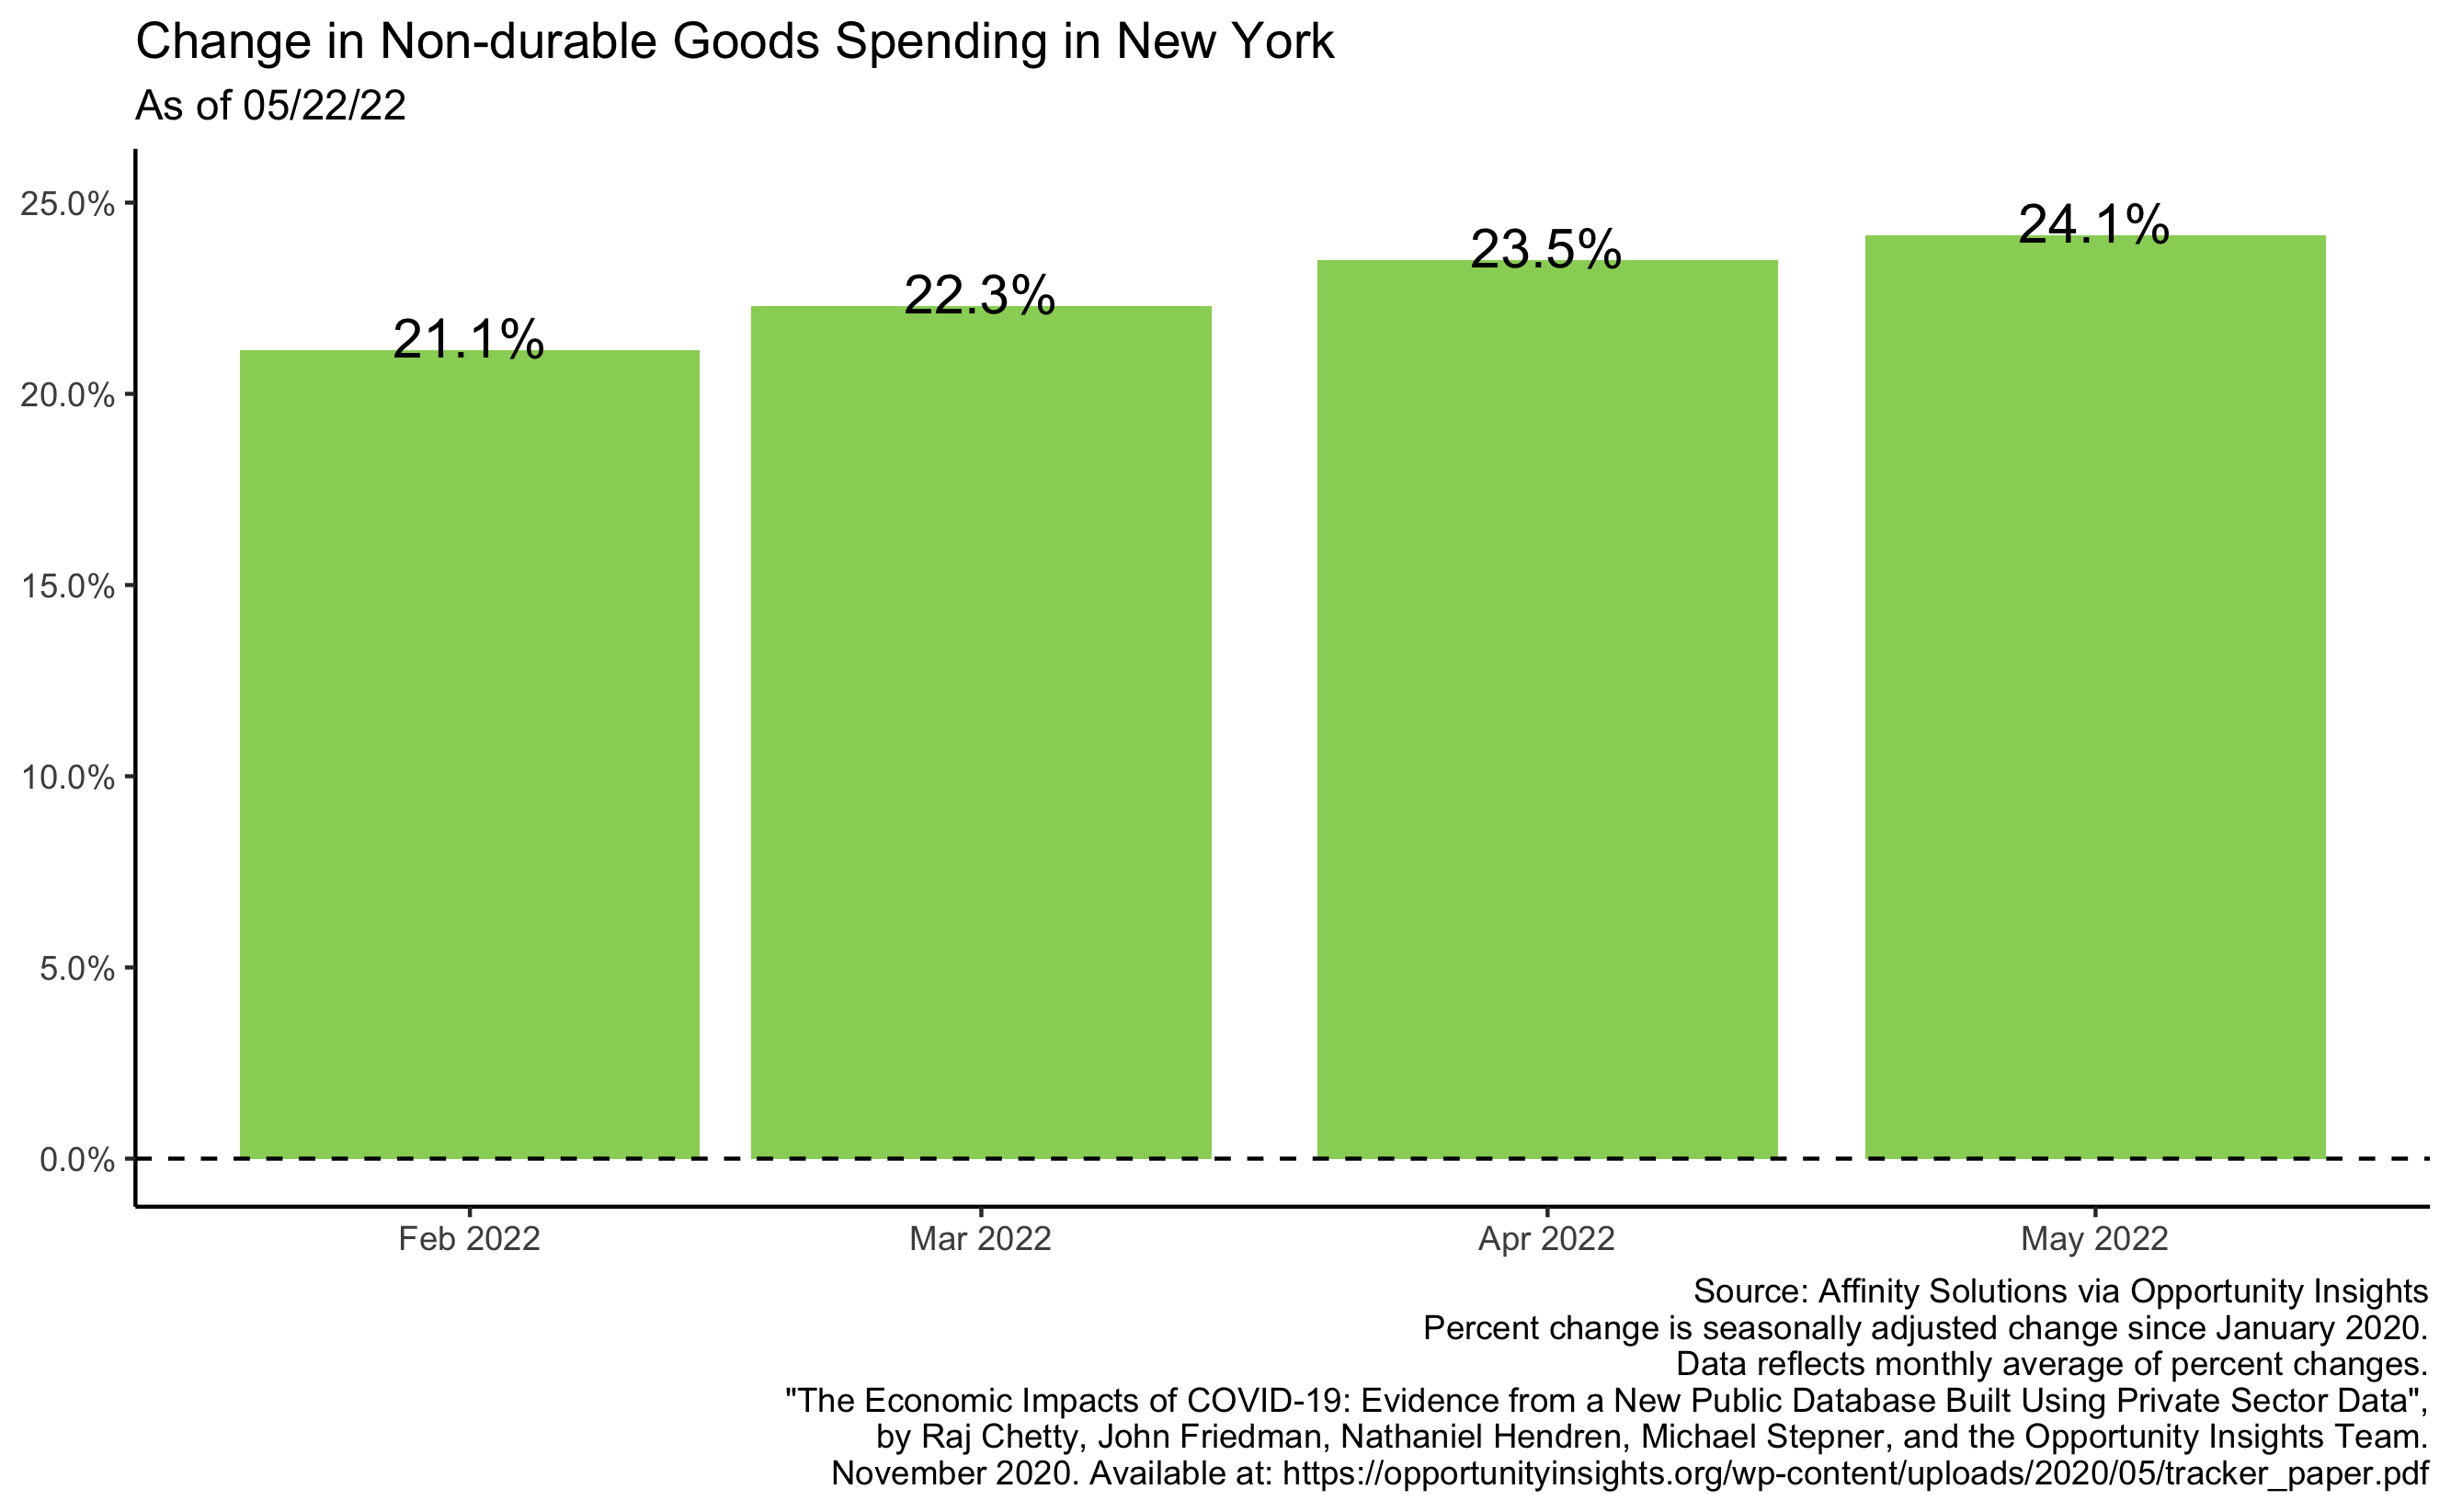 Change in Non-durable Goods Spending in New York
As of 05/22/22
25.0%
20.0%
15.0%
10.0%
5.0%
0.0%
21.1%
22.3%
23.5%
24.1%
Feb 2022
Mar 2022
Apr 2022
May 2022
Source: Affinity Solutions via Opportunity Insights
Percent change is seasonally adjusted change since January 2020.
Data reflects monthly average of percent changes.
"The Economic Impacts of COVID-19: Evidence from a New Public Database Built Using Private Sector Data",
by Raj Chetty, John Friedman, Nathaniel Hendren, Michael Stepner, and the Opportunity Insights Team.
November 2020. Available at: https://opportunityinsights.org/wp-content/uploads/2020/05/tracker_paper.pdf